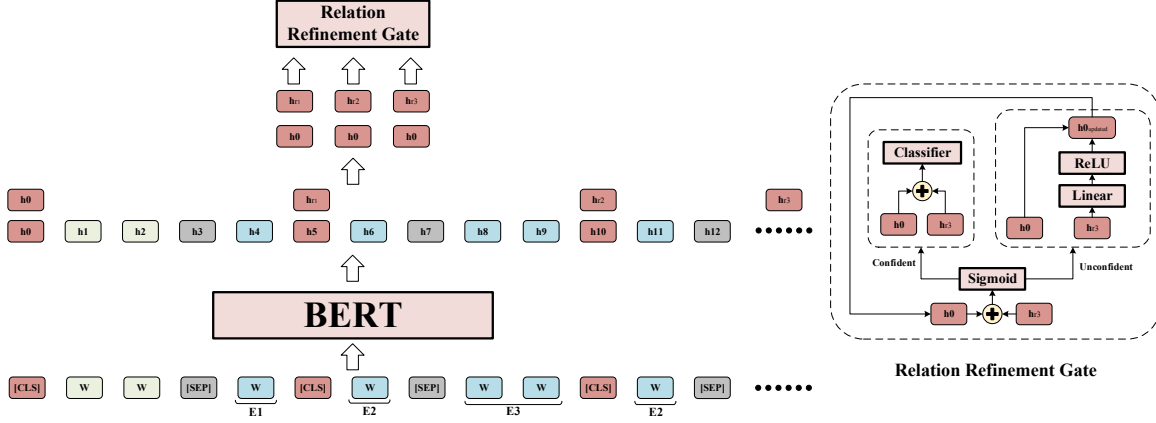 Relation
Refinement Gate
hr1 hr2 hr3
h0 h0 h0
h0 hr1 hr2 hr3
h0 h1 h2 h3 h4 h5 h6 h7 h8 h9 h10 h11 h12 ••••••
BERT
[CLS] W W [SEP] W [CLS] W [SEP] W W [CLS] W [SEP] ••••••
E1 E2 E3 E2
h0updated
Classifier
ReLU
Linear
h0 hr3
h0 hr3
Confident
Unconfident
Sigmoid
h0 hr3
Relation Refinement Gate